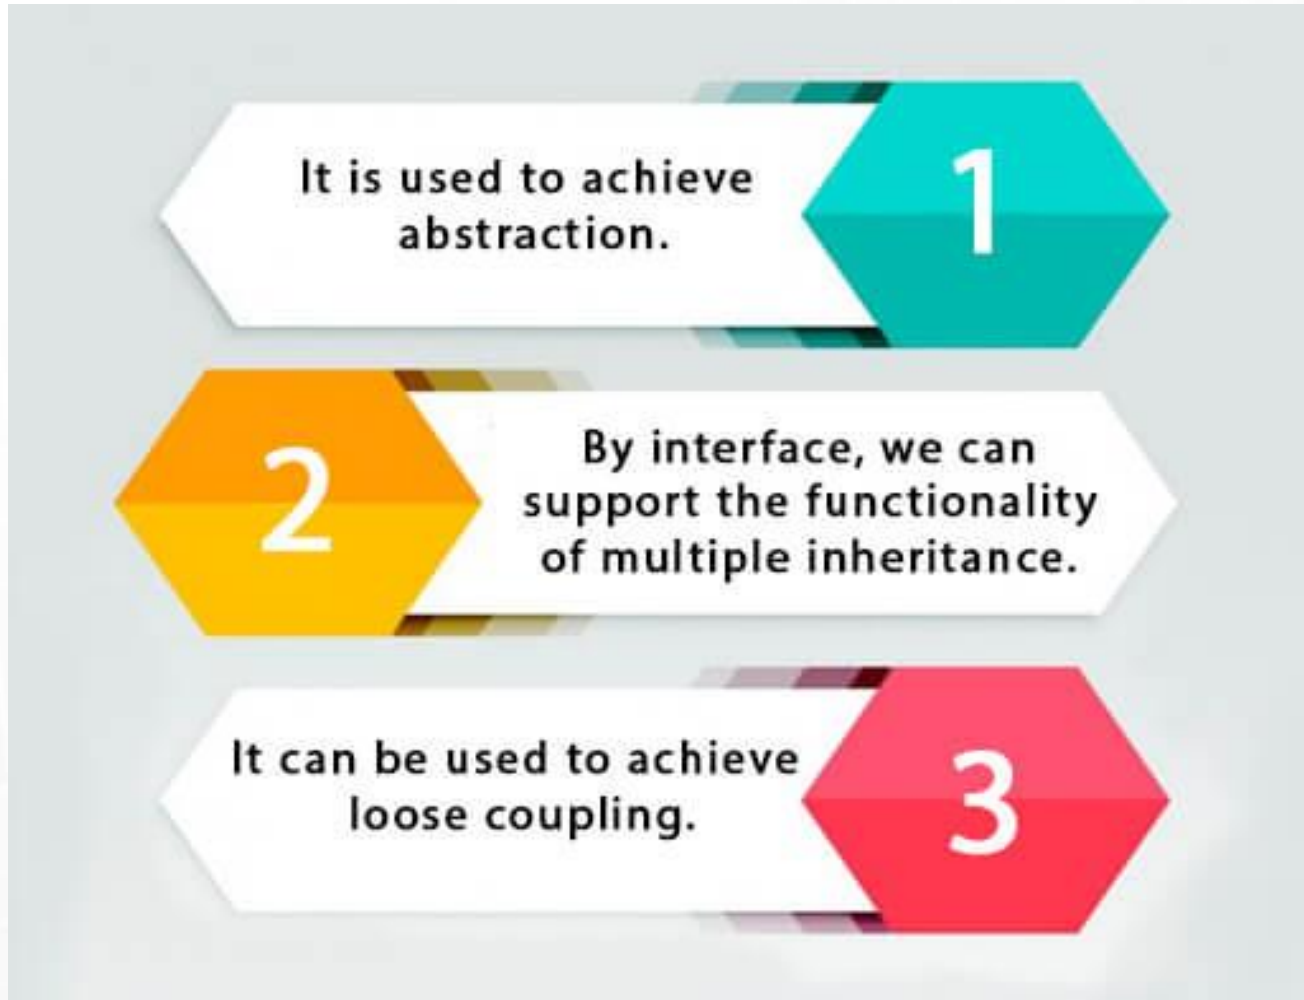 It is used to achieve
abstraction.
1
2
By interface, we can
support the functionality
of multiple inheritance.
It can be used to achieve
loose coupling.
3